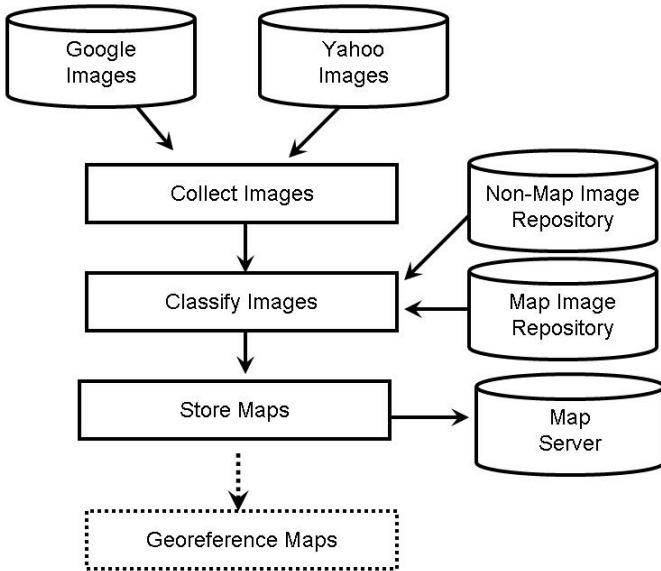 Google
Images
Yahoo
Images
Collect Images
Non-Map Image
Repository
Classify Images
Map Image
Repository
Store Maps
Map
Server
Georeference Maps